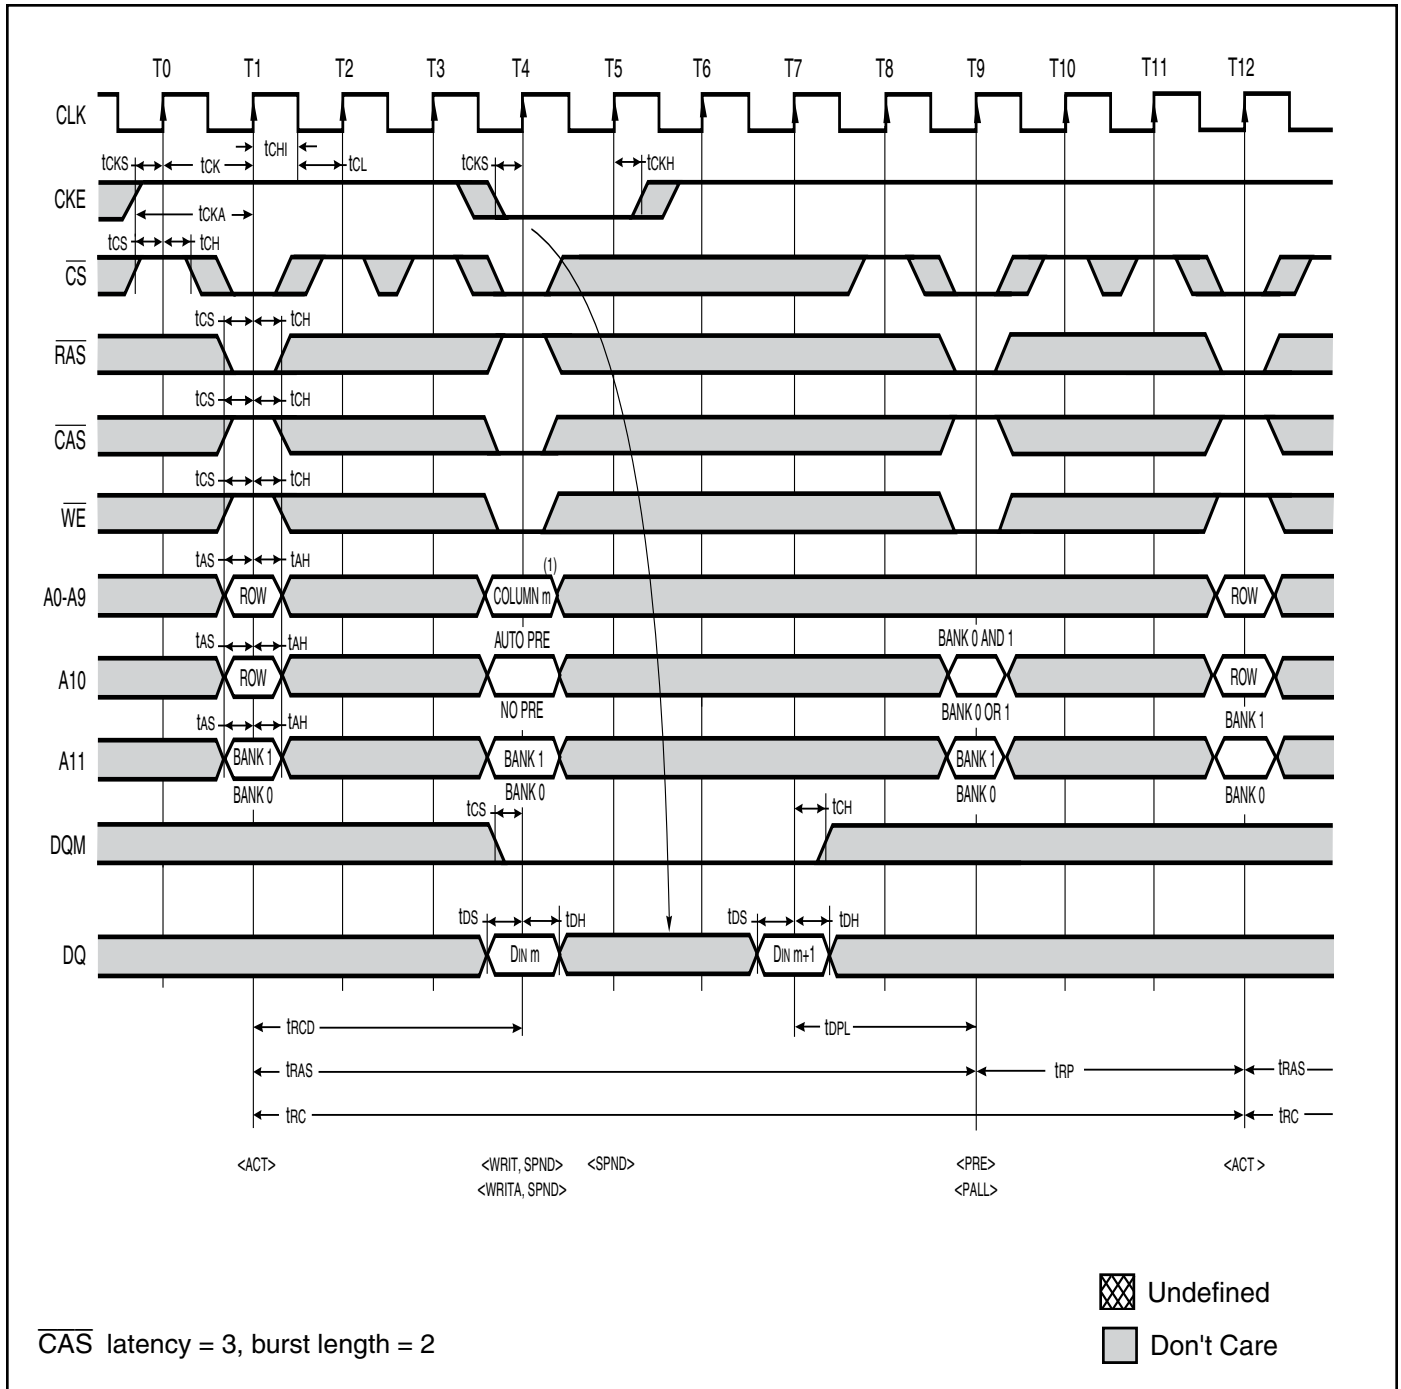 T0 T1 T2 T3 T4 T5 T6 T7 T8 T9 T10 T11 T12
CLK
tCHI
tCKS tCK tCL tCKS tCKH
CKE
tCKA
tCS tCH
CS
tCS tCH
RAS
tCS tCH
CAS
tCS tCH
WE
tAS tAH (1)
A0-A9 ROW COLUMN m ROW
tAS tAH AUTO PRE BANK 0 AND 1
A10 ROW ROW
NO PRE BANK 0 OR 1 BANK 1
tAS tAH
A11 BANK 1 BANK 1 BANK 1
BANK 0 BANK 0 BANK 0 BANK 0
tCS tCH
DQM
tDS tDH tDS tDH
DQ DIN m DIN m+1
tRCD tDPL
tRAS tRP tRAS
tRC tRC
<ACT> <WRIT, SPND> <SPND> <PRE> <ACT >
<WRITA, SPND> <PALL>
Undefined
CAS latency = 3, burst length = 2
Don't Care